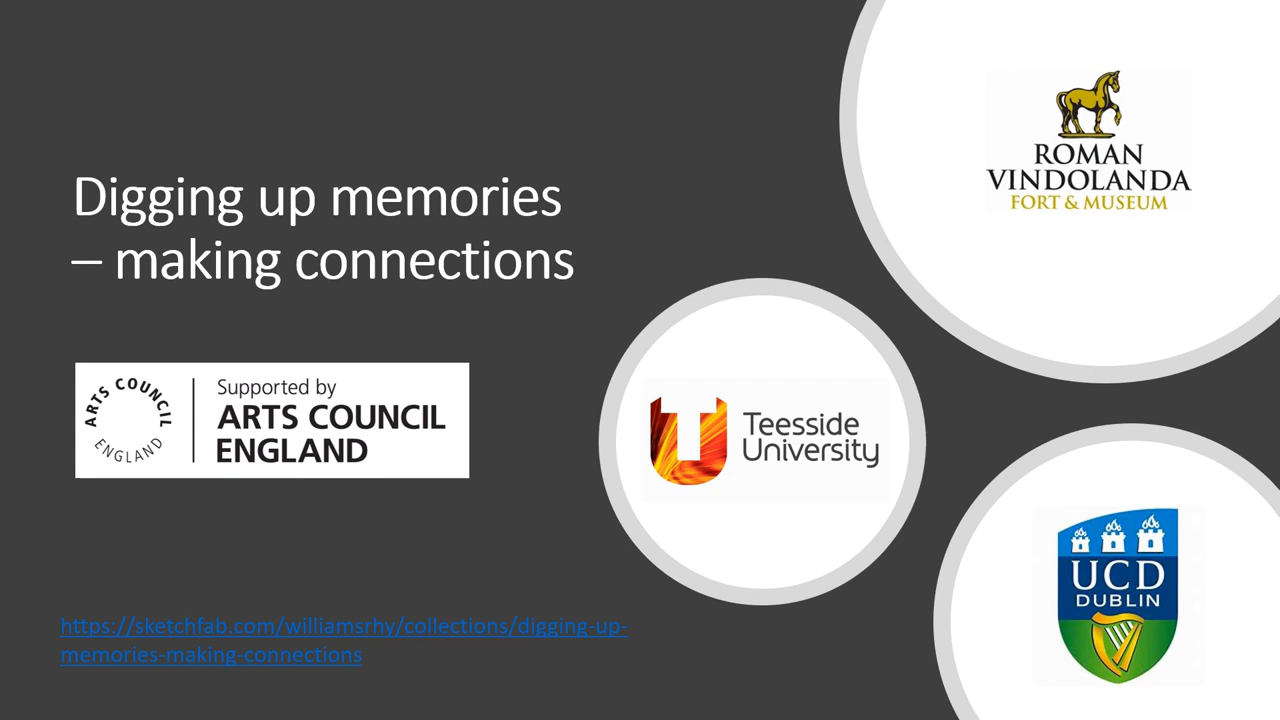 Digging up memories
– making connections
ARTS COUNCIL
ENGLAND
Supported by
ARTS COUNCIL
ENGLAND
ROMAN
VINDOLANDA
FORT & MUSEUM
Teesside
University
UCD
DUBLIN
https://sketchfab.com/williamsrhy/collections/digging-up-
memories-making-connections